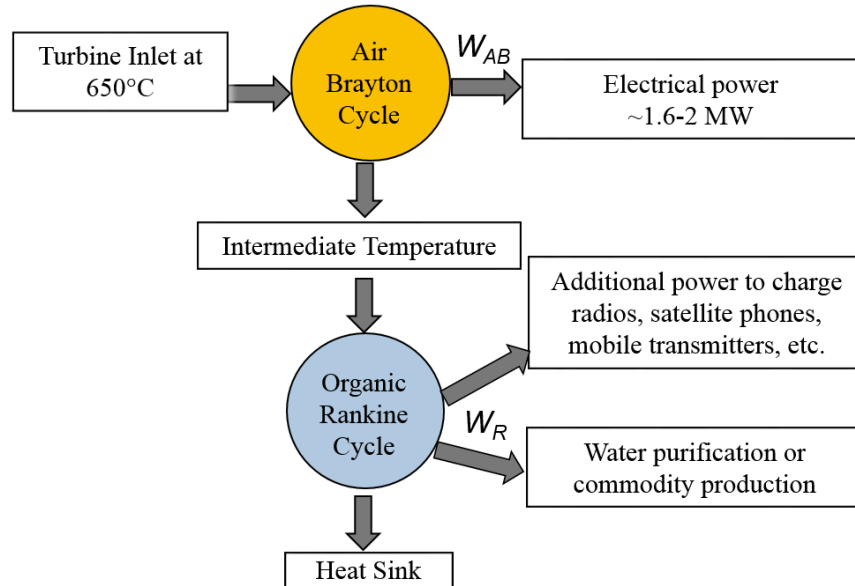 Turbine Inlet at
650°C
Air
Brayton
Cycle
W_AB
Electrical power
~1.6-2 MW
Intermediate Temperature
Additional power to charge
radios, satellite phones,
mobile transmitters, etc.
Organic
Rankine
Cycle
W_R
Water purification or
commodity production
Heat Sink